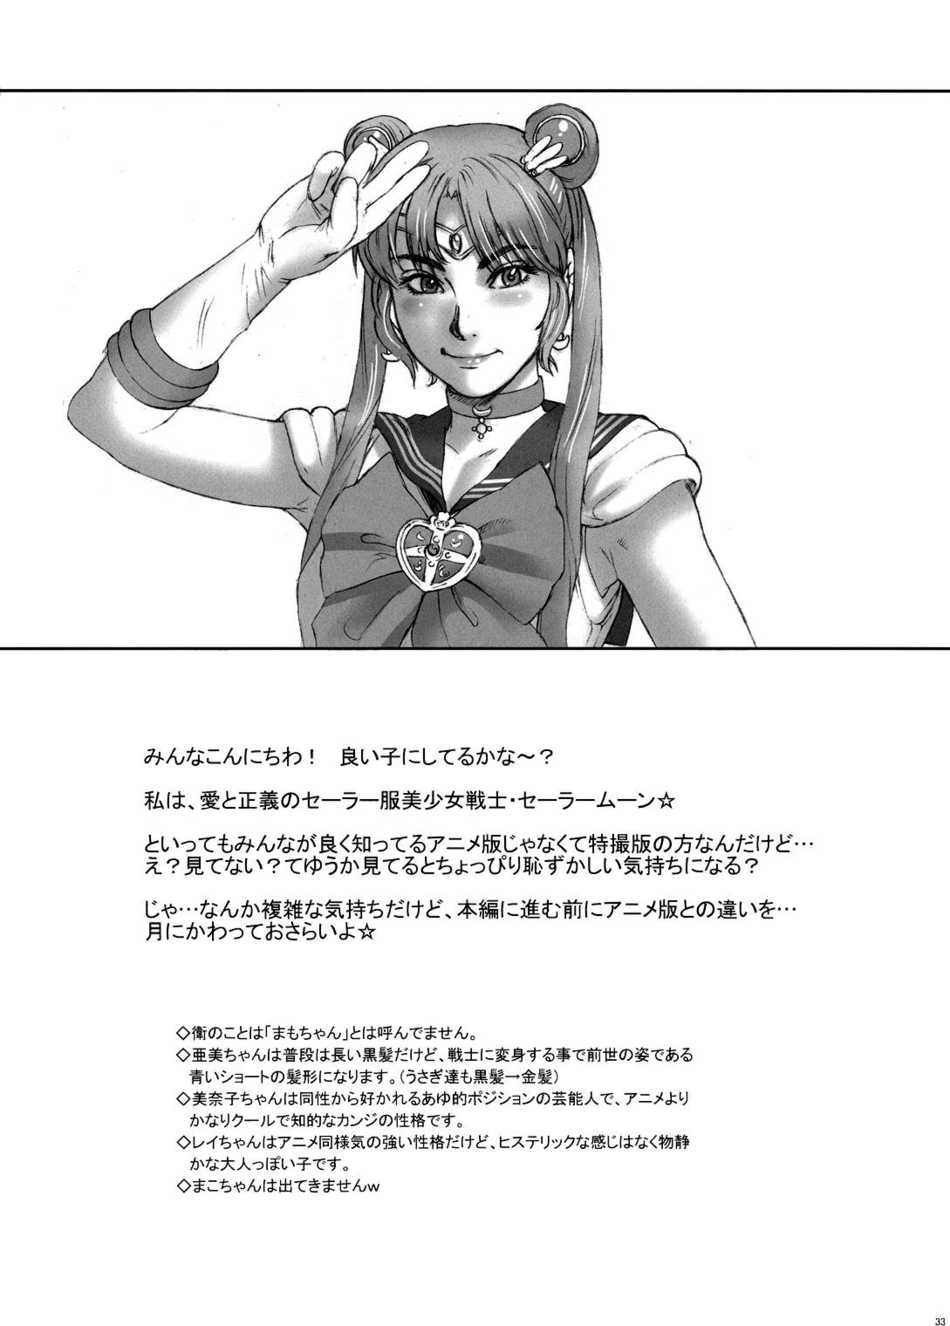 みんなこんにちわ！　良い子にしてるかな～？
私は、愛と正義のセーラー服美少女戦士・セーラームーン☆
といってもみんなが良く知ってるアニメ版じゃなくて特撮版の方なんだけど…
え？見てない？てゆうか見てるとちょっぴり恥ずかしい気持ちになる？
じゃ…なんか複雑な気持ちだけど、本編に進む前にアニメ版との違いを…
月にかわっておさらいよ☆
◇衛のことは「まもちゃん」とは呼んでません。
◇亜美ちゃんは普段は長い黒髪だけど、戦士に変身する事で前世の姿である
青いショートの髪形になります。（うさぎ達も黒髪→金髪）
◇美奈子ちゃんは同性から好かれるあゆ的ポジションの芸能人で、アニメより
かなりクールで知的なカンジの性格です。
◇レイちゃんはアニメ同様気の強い性格だけど、ヒステリックな感じはなく物静
かな大人っぽい子です。
◇まこちゃんは出てきませんｗ
33